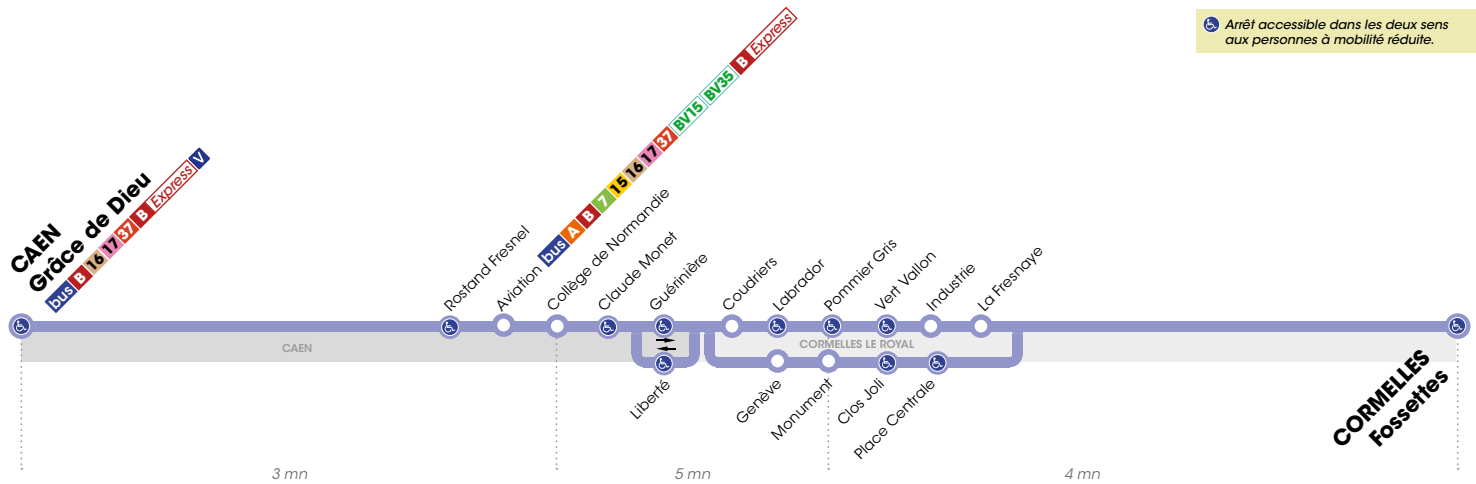 Arrêt accessible dans les deux sens
aux personnes à mobilité réduite.
CAEN
Grâce de Dieu
bus B 16 17 37 B Express V
Rostand Fresnel
Aviation
bus A B 7 15 16 17 37 BV15 BV35 B Express
Collège de Normandie
Claude Monet
Guérinière
Coudriers
Labrador
Pommier Gris
Vert Vallon
Industrie
La Fresnaye
CAEN
CORMELLES LE ROYAL
Liberté
Genève
Monument
Clos Joli
Place Centrale
CORMELLES
Fossettes
3 mn
5 mn
4 mn